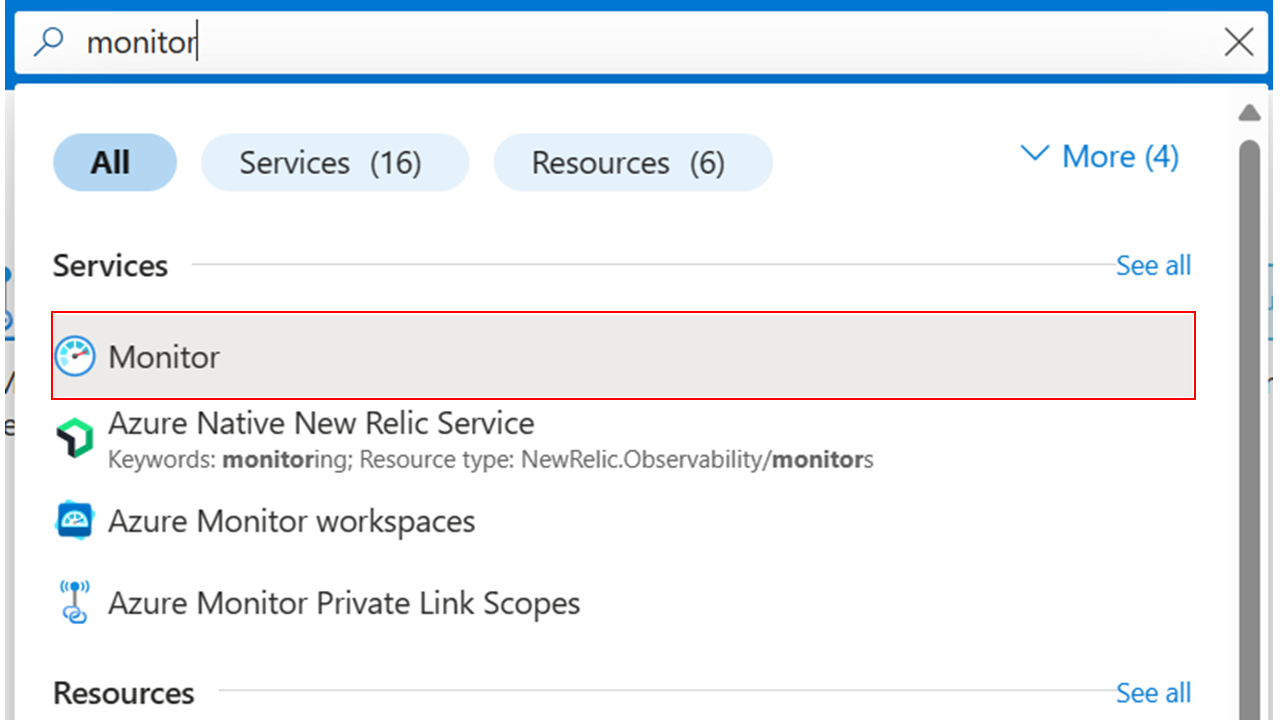 monitor
All
Services (16)
Resources (6)
More (4)
Services
See all
Monitor
Azure Native New Relic Service
Keywords: monitoring; Resource type: NewRelic.Observability/monitors
Azure Monitor workspaces
Azure Monitor Private Link Scopes
Resources
See all